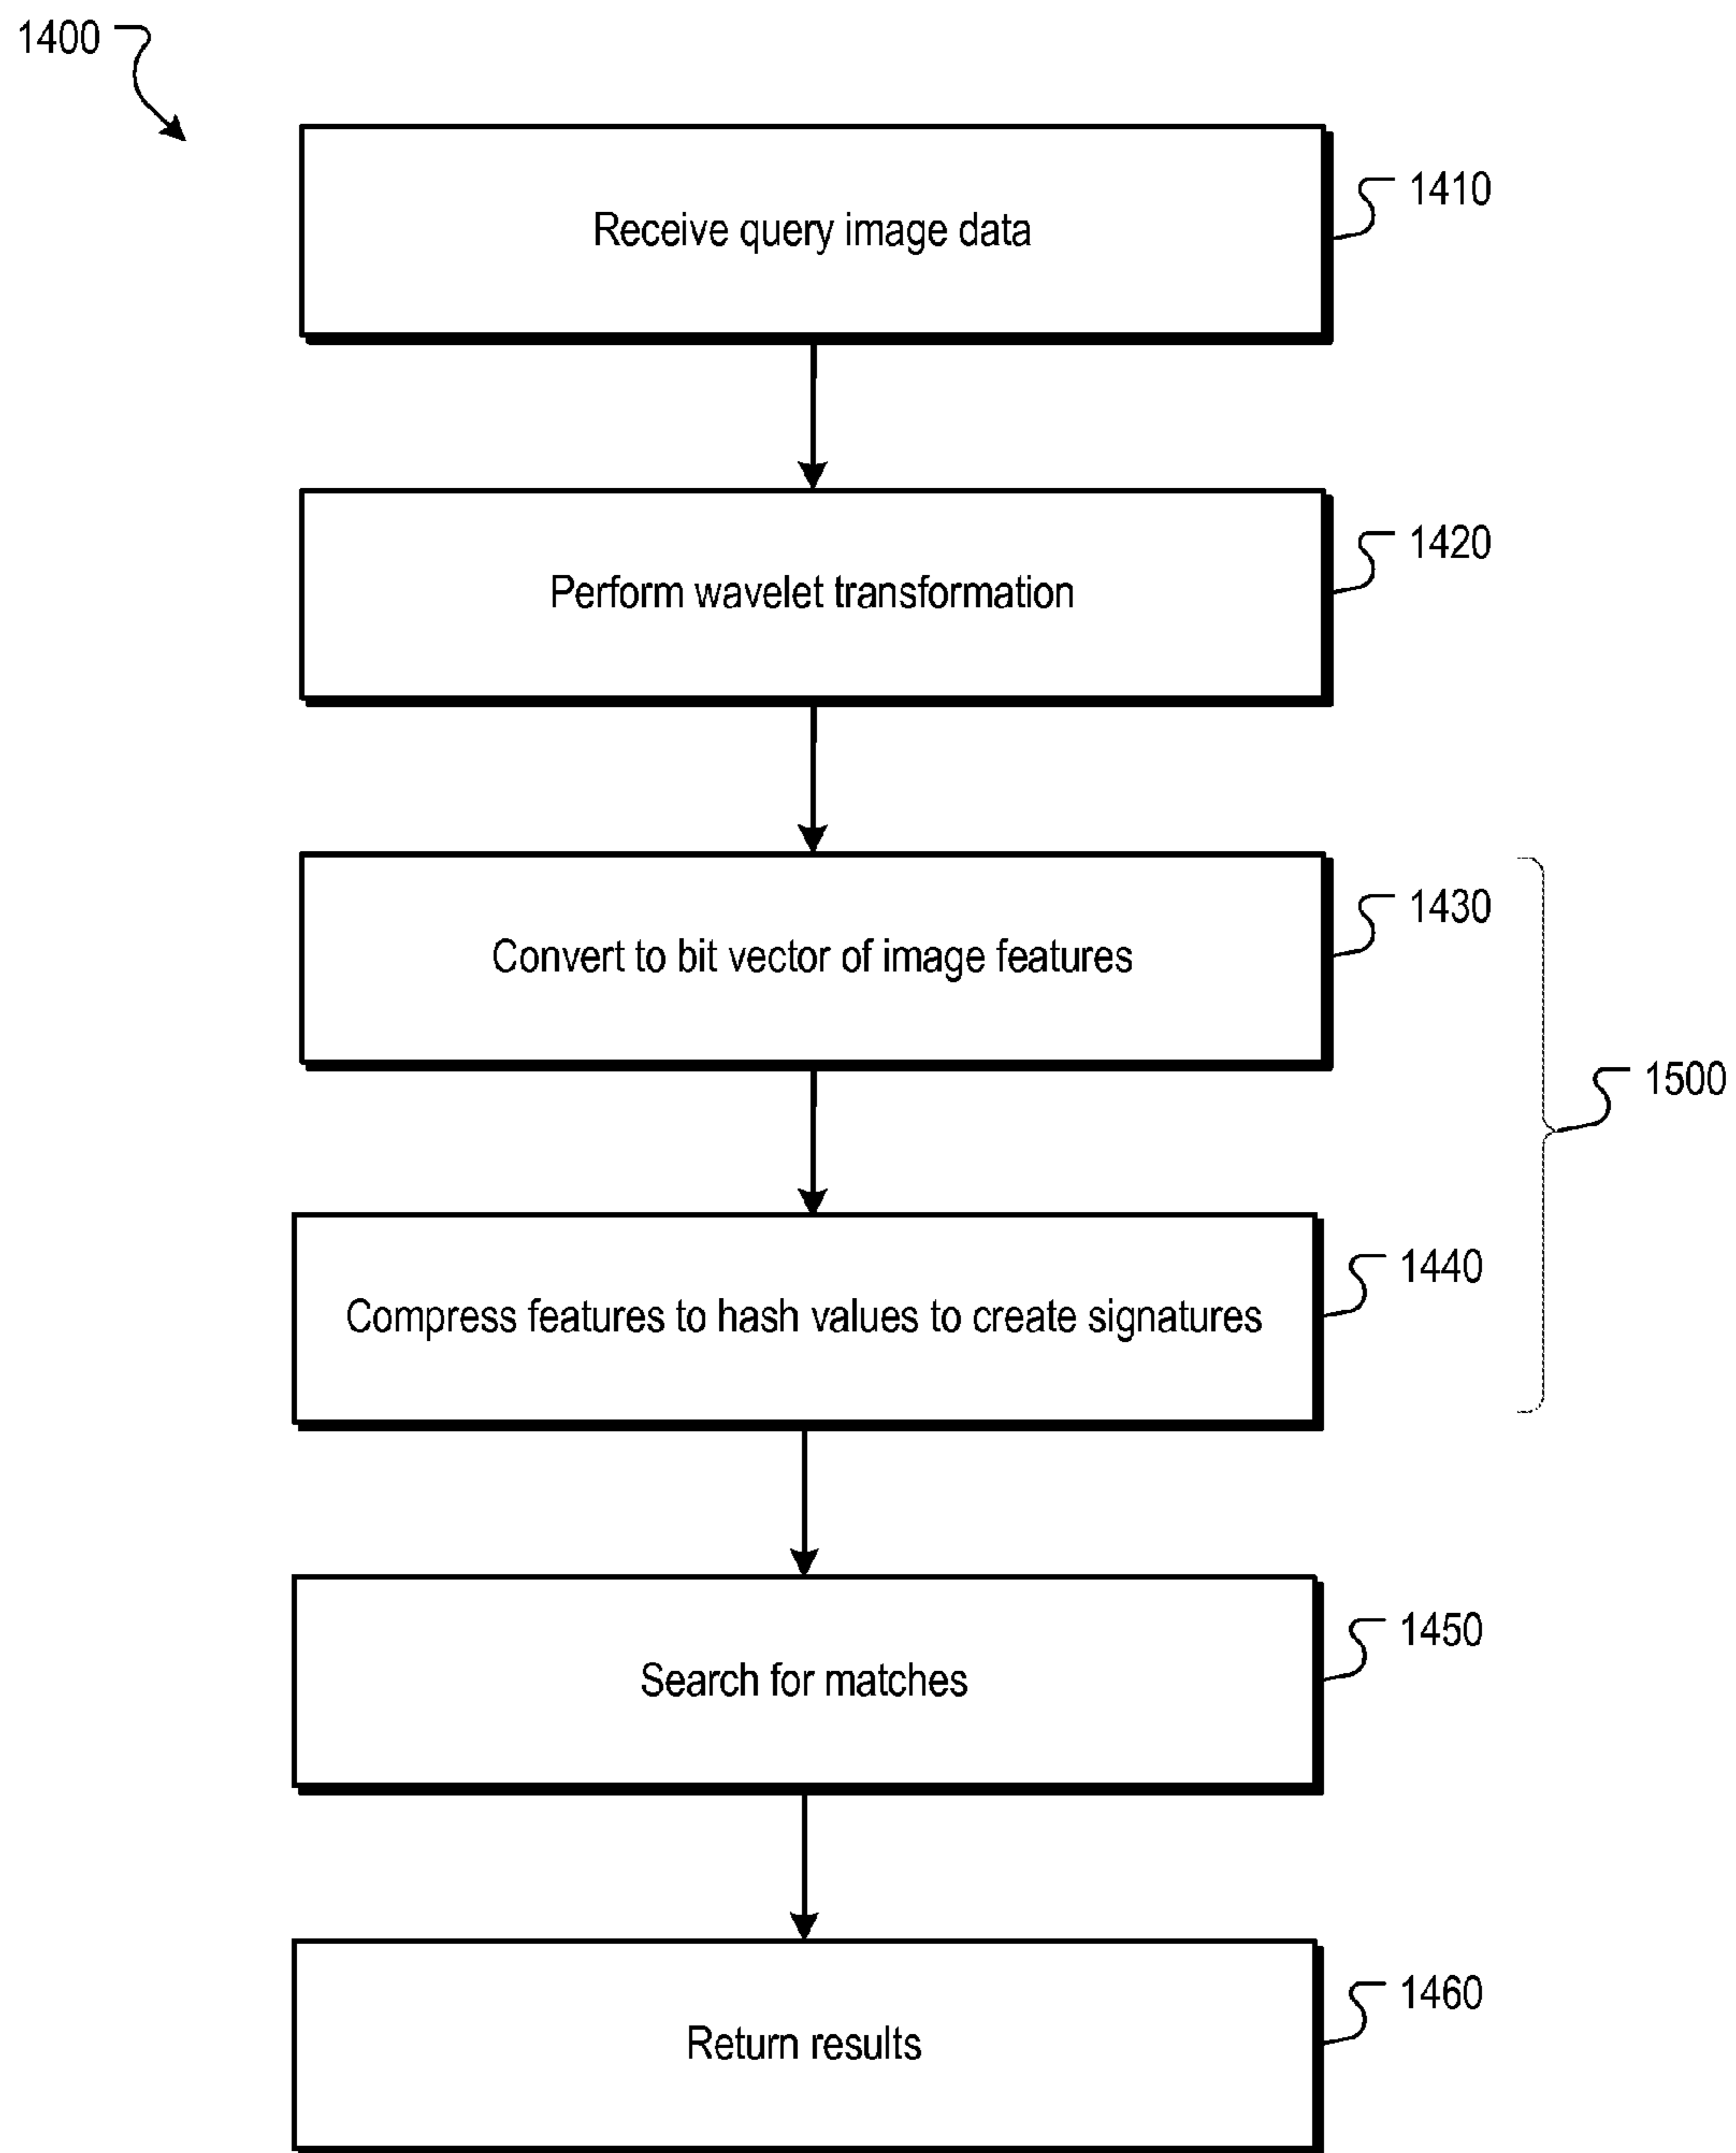 1400
Receive query image data
1410
Perform wavelet transformation
1420
Convert to bit vector of image features
1430
1500
Compress features to hash values to create signatures
1440
Search for matches
1450
Return results
1460